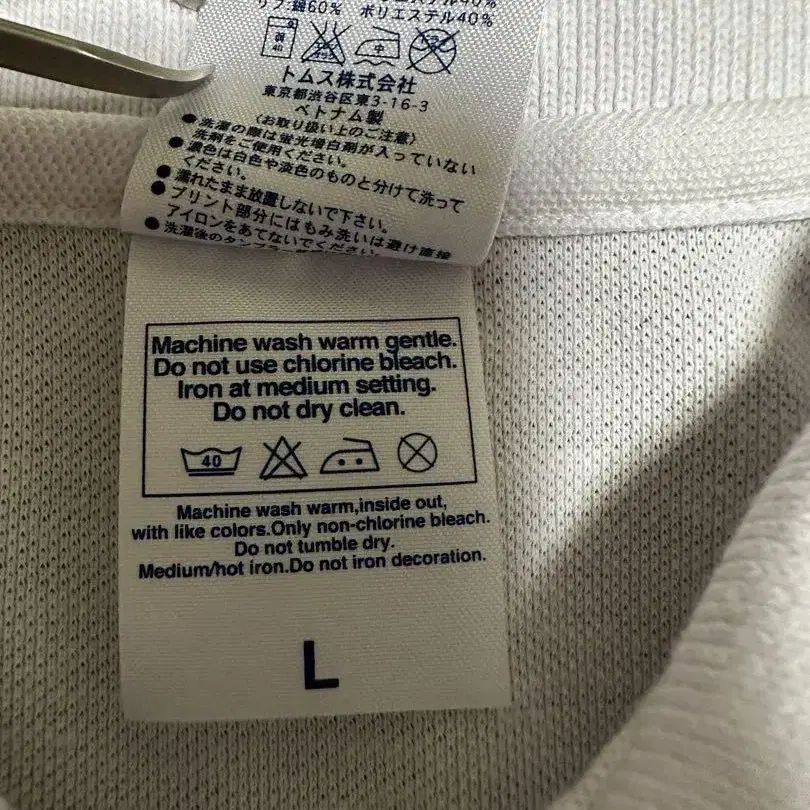 リブ:綿60% ポリエステル40%
トムス株式会社
東京都渋谷区東3-16-3
ベトナム製
〈お取り扱い上のご注意〉
●洗濯の際は蛍光増白剤が入っていない
洗剤をご使用ください。
●濃色は白色や淡色のものと分けて洗って
ください。
●濡れたまま放置しないで下さい。
●プリント部分にはもみ洗いは避け直接
アイロンをあてないでください。
●洗濯後のタンブラー
Machine wash warm gentle.
Do not use chlorine bleach.
Iron at medium setting.
Do not dry clean.
40
Machine wash warm,inside out,
with like colors.Only non-chlorine bleach.
Do not tumble dry.
Medium/hot iron.Do not iron decoration.
L